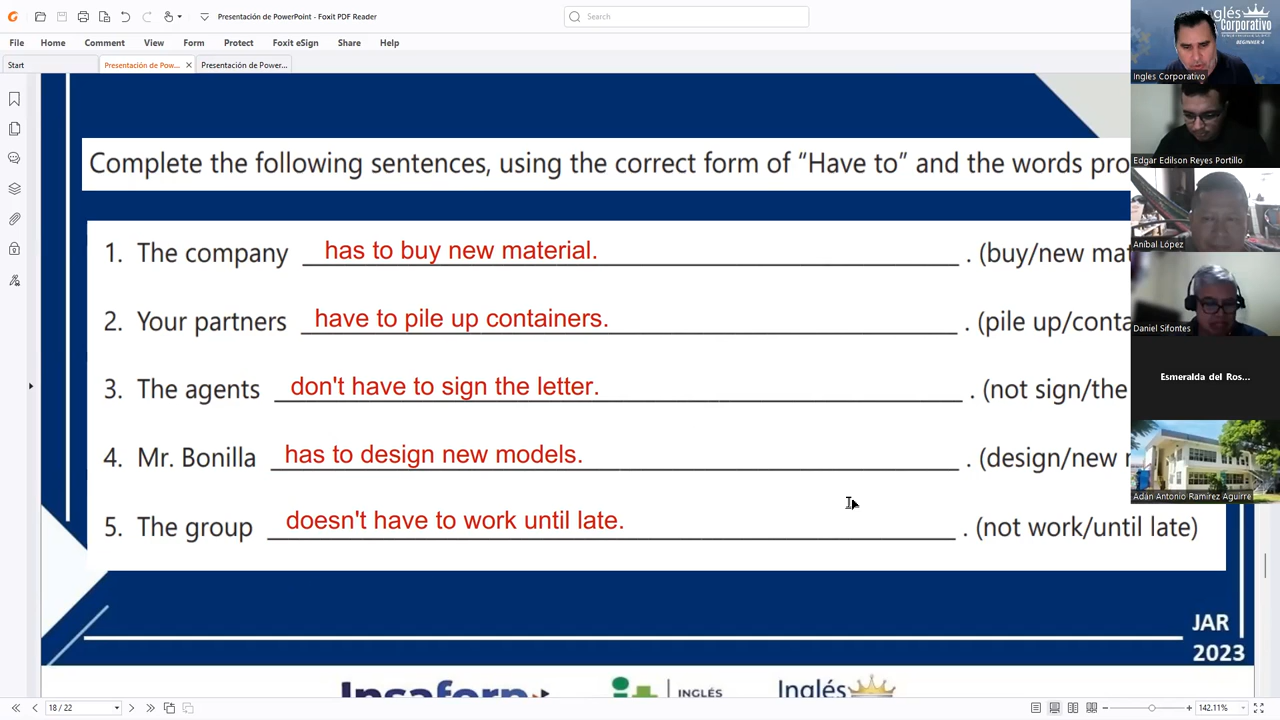 Presentación de PowerPoint - Foxit PDF Reader
Search
File Home Comment View Form Protect Foxit eSign Share Help
Start Presentación de Pow... Presentación de Power...
Complete the following sentences, using the correct form of “Have to” and the words pro
1. The company has to buy new material. . (buy/new mat
2. Your partners have to pile up containers. . (pile up/conta
3. The agents don't have to sign the letter. . (not sign/the
4. Mr. Bonilla has to design new models. . (design/new
5. The group doesn't have to work until late. . (not work/until late)
JAR
2023
Insaforp
INGLÉS
Inglés
18 / 22
142.11%
Inglés
Corporativo
BEGINNER 4
Ingles Corporativo
Edgar Edilson Reyes Portillo
Aníbal López
Daniel Sifontes
Esmeralda del Ros...
Adán Antonio Ramírez Aguirre